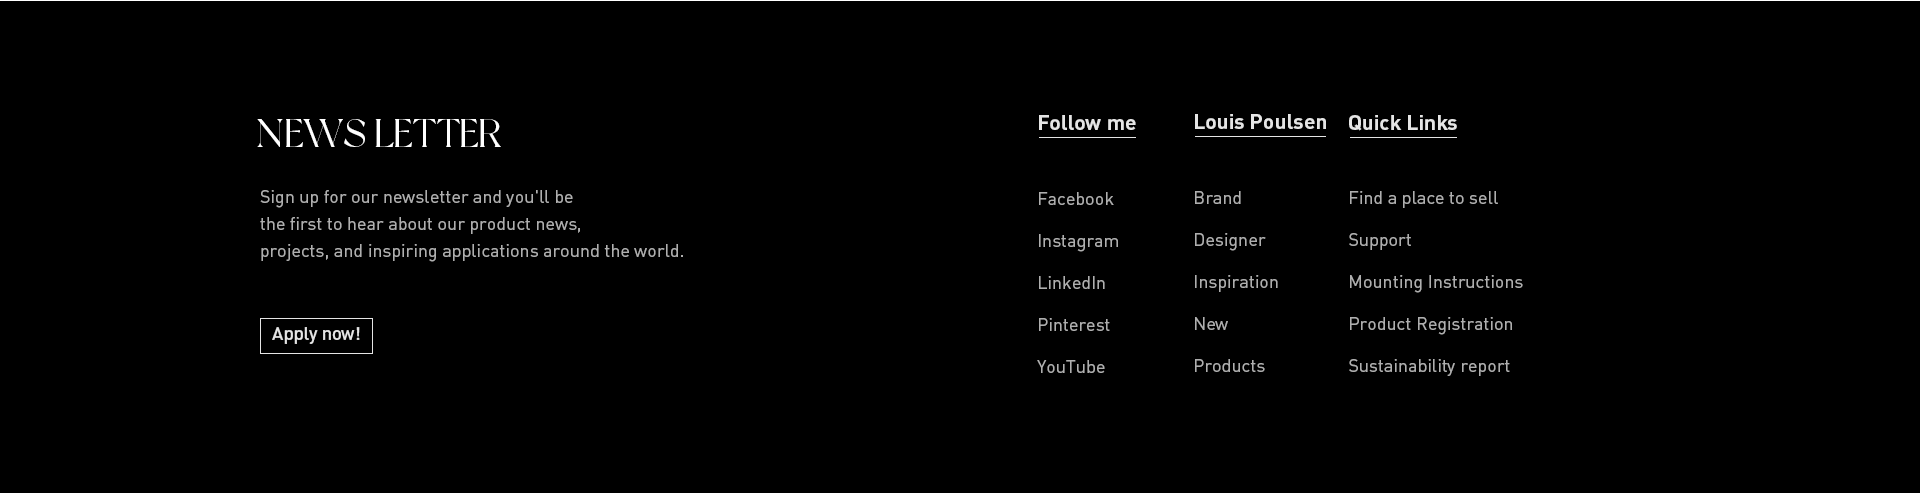 NEWS LETTER
Sign up for our newsletter and you'll be
the first to hear about our product news,
projects, and inspiring applications around the world.
Apply now!
Follow me
Facebook
Instagram
LinkedIn
Pinterest
YouTube
Louis Poulsen
Brand
Designer
Inspiration
New
Products
Quick Links
Find a place to sell
Support
Mounting Instructions
Product Registration
Sustainability report